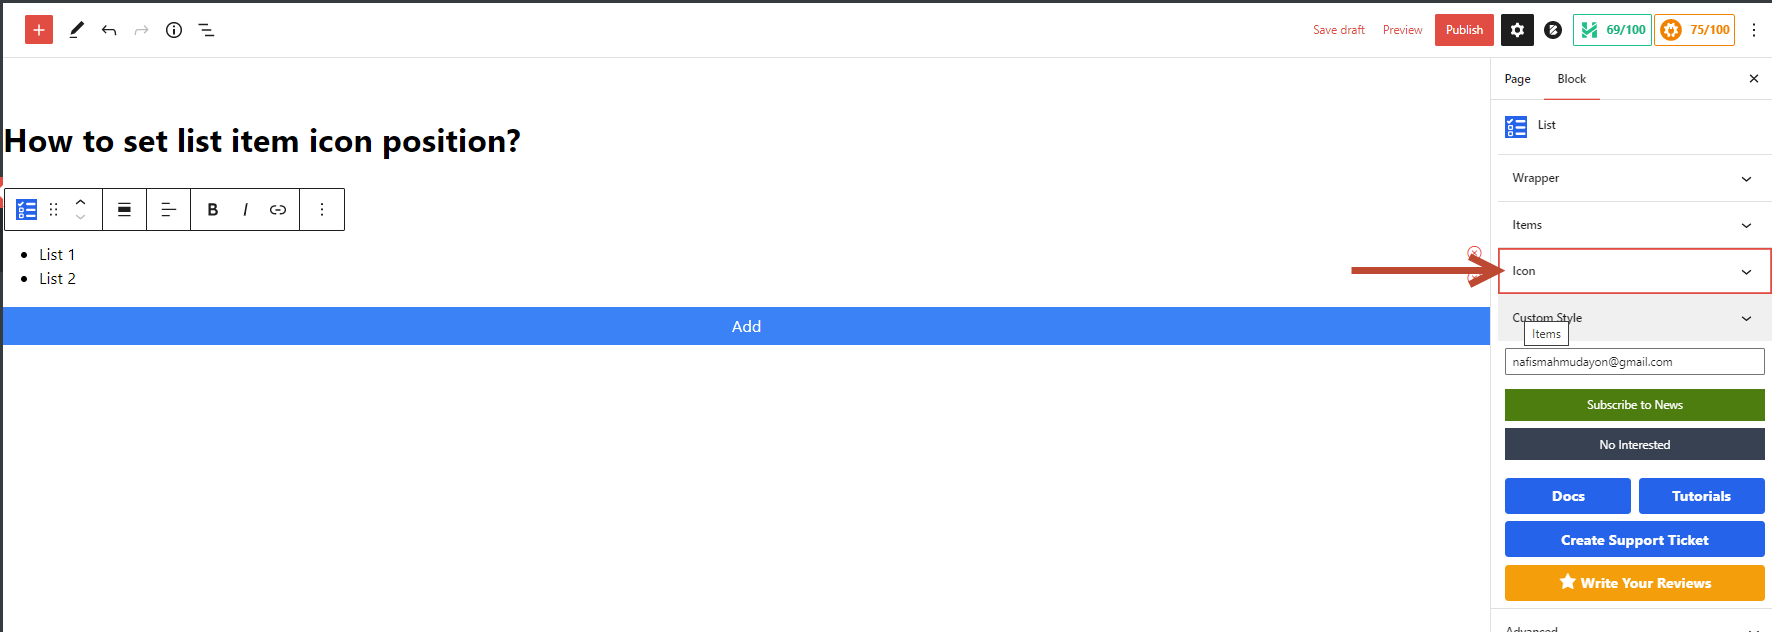 Save draft Preview Publish 69/100 75/100
Page Block
List
Wrapper
Items
Icon
Custom Style
Items
nafismahmudayon@gmail.com
Subscribe to News
No Interested
Docs Tutorials
Create Support Ticket
Write Your Reviews
Advanced
How to set list item icon position?
B I
List 1
List 2
Add